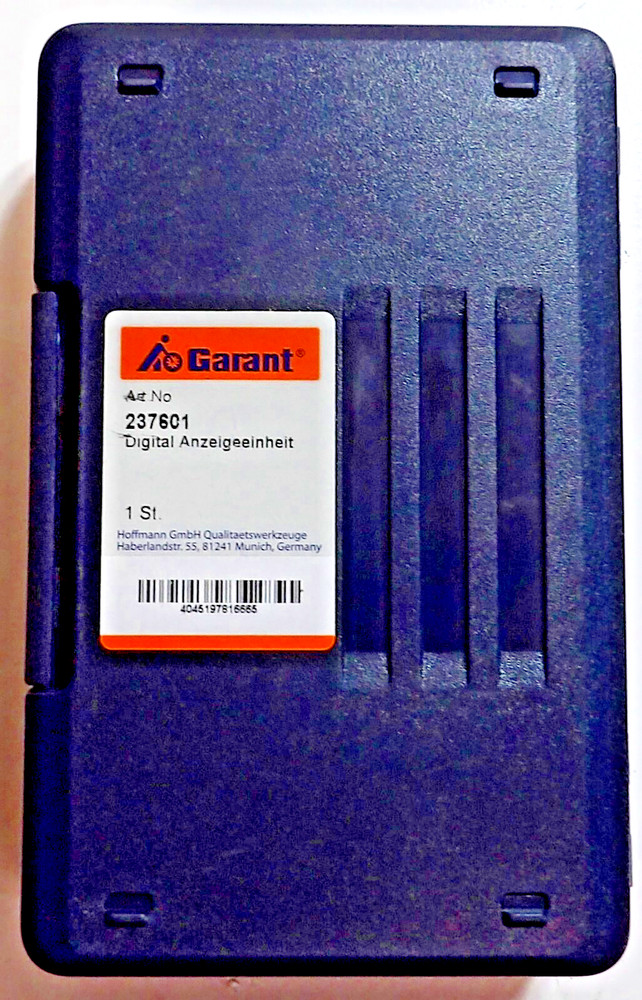 Garant®
Art No
237601
Digital Anzeigeeinheit
1 St.
Hoffmann GmbH Qualitaetswerkzeuge
Haberlandstr. 55, 81241 Munich, Germany
4045197816665